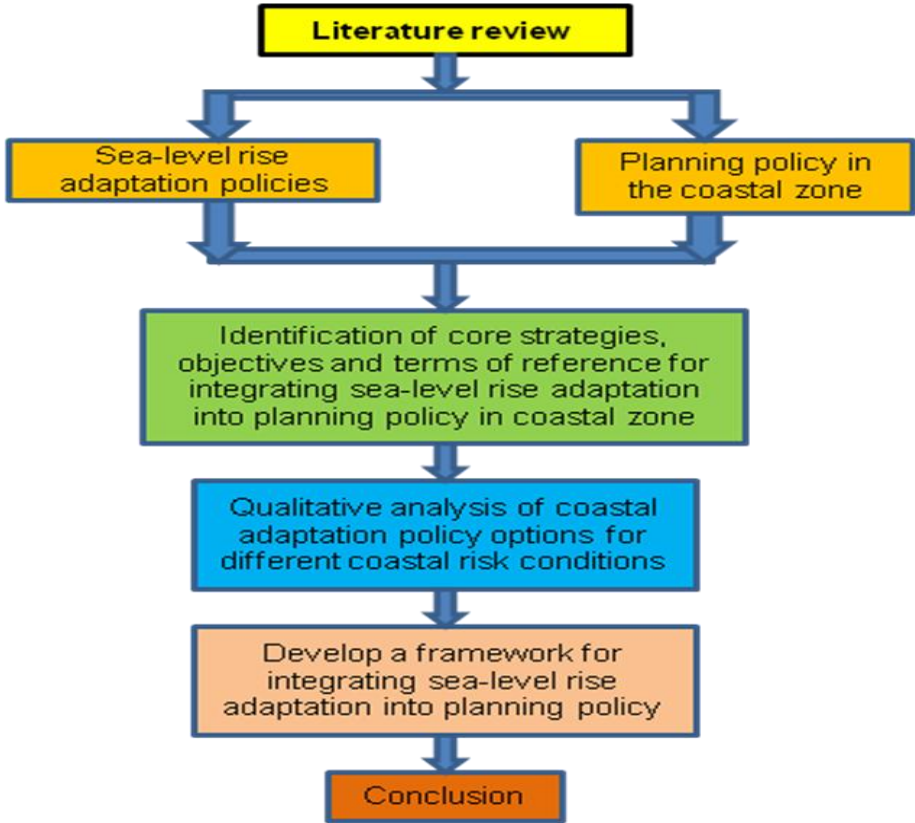 Literature review
Sea-level rise
adaptation policies
Planning policy in
the coastal zone
Identification of core strategies,
objectives and terms of reference for
integrating sea-level rise adaptation
into planning policy in coastal zone
Qualitative analysis of coastal
adaptation policy options for
different coastal risk conditions
Develop a framework for
integrating sea-level rise
adaptation into planning policy
Conclusion